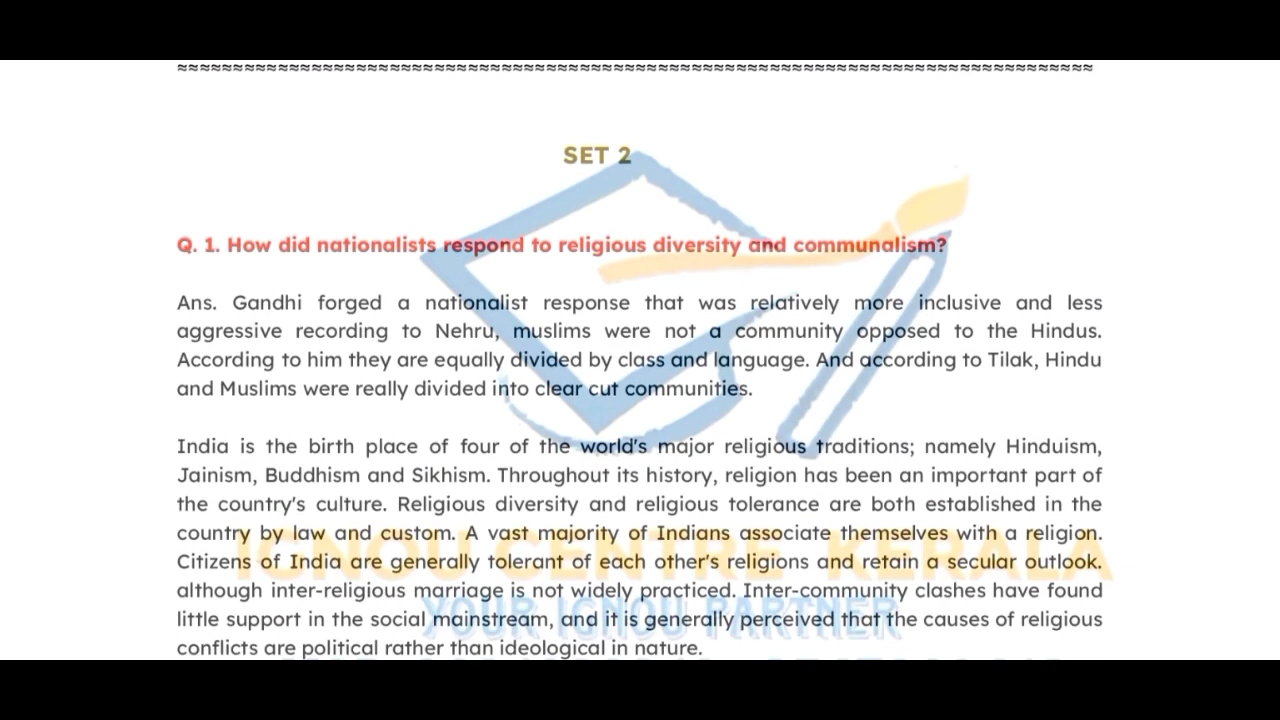 ≈≈≈≈≈≈≈≈≈≈≈≈≈≈≈≈≈≈≈≈≈≈≈≈≈≈≈≈≈≈≈≈≈≈≈≈≈≈≈≈≈≈≈≈≈≈≈≈≈≈≈≈≈≈≈≈≈≈≈≈≈≈≈≈≈≈≈≈≈≈≈≈≈≈≈≈≈≈≈≈≈≈
SET 2
Q. 1. How did nationalists respond to religious diversity and communalism?
Ans. Gandhi forged a nationalist response that was relatively more inclusive and less
aggressive recording to Nehru, muslims were not a community opposed to the Hindus.
According to him they are equally divided by class and language. And according to Tilak, Hindu
and Muslims were really divided into clear cut communities.
India is the birth place of four of the world's major religious traditions; namely Hinduism,
Jainism, Buddhism and Sikhism. Throughout its history, religion has been an important part of
the country's culture. Religious diversity and religious tolerance are both established in the
country by law and custom. A vast majority of Indians associate themselves with a religion.
IGNOU CENTRE KERALA
Citizens of India are generally tolerant of each other's religions and retain a secular outlook.
although inter-religious marriage is not widely practiced. Inter-community clashes have found
YOUR IGNOU PARTNER
little support in the social mainstream, and it is generally perceived that the causes of religious
conflicts are political rather than ideological in nature.